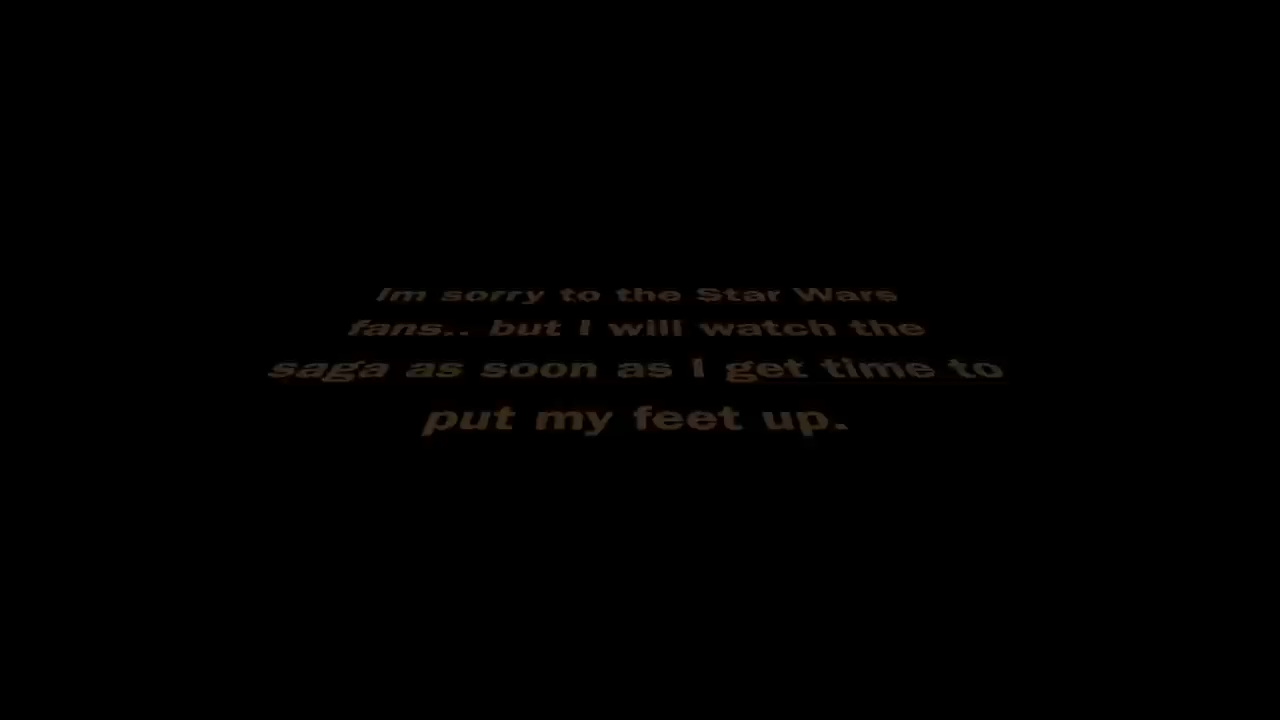 Im sorry to the Star Wars
fans.. but I will watch the
saga as soon as I get time to
put my feet up.